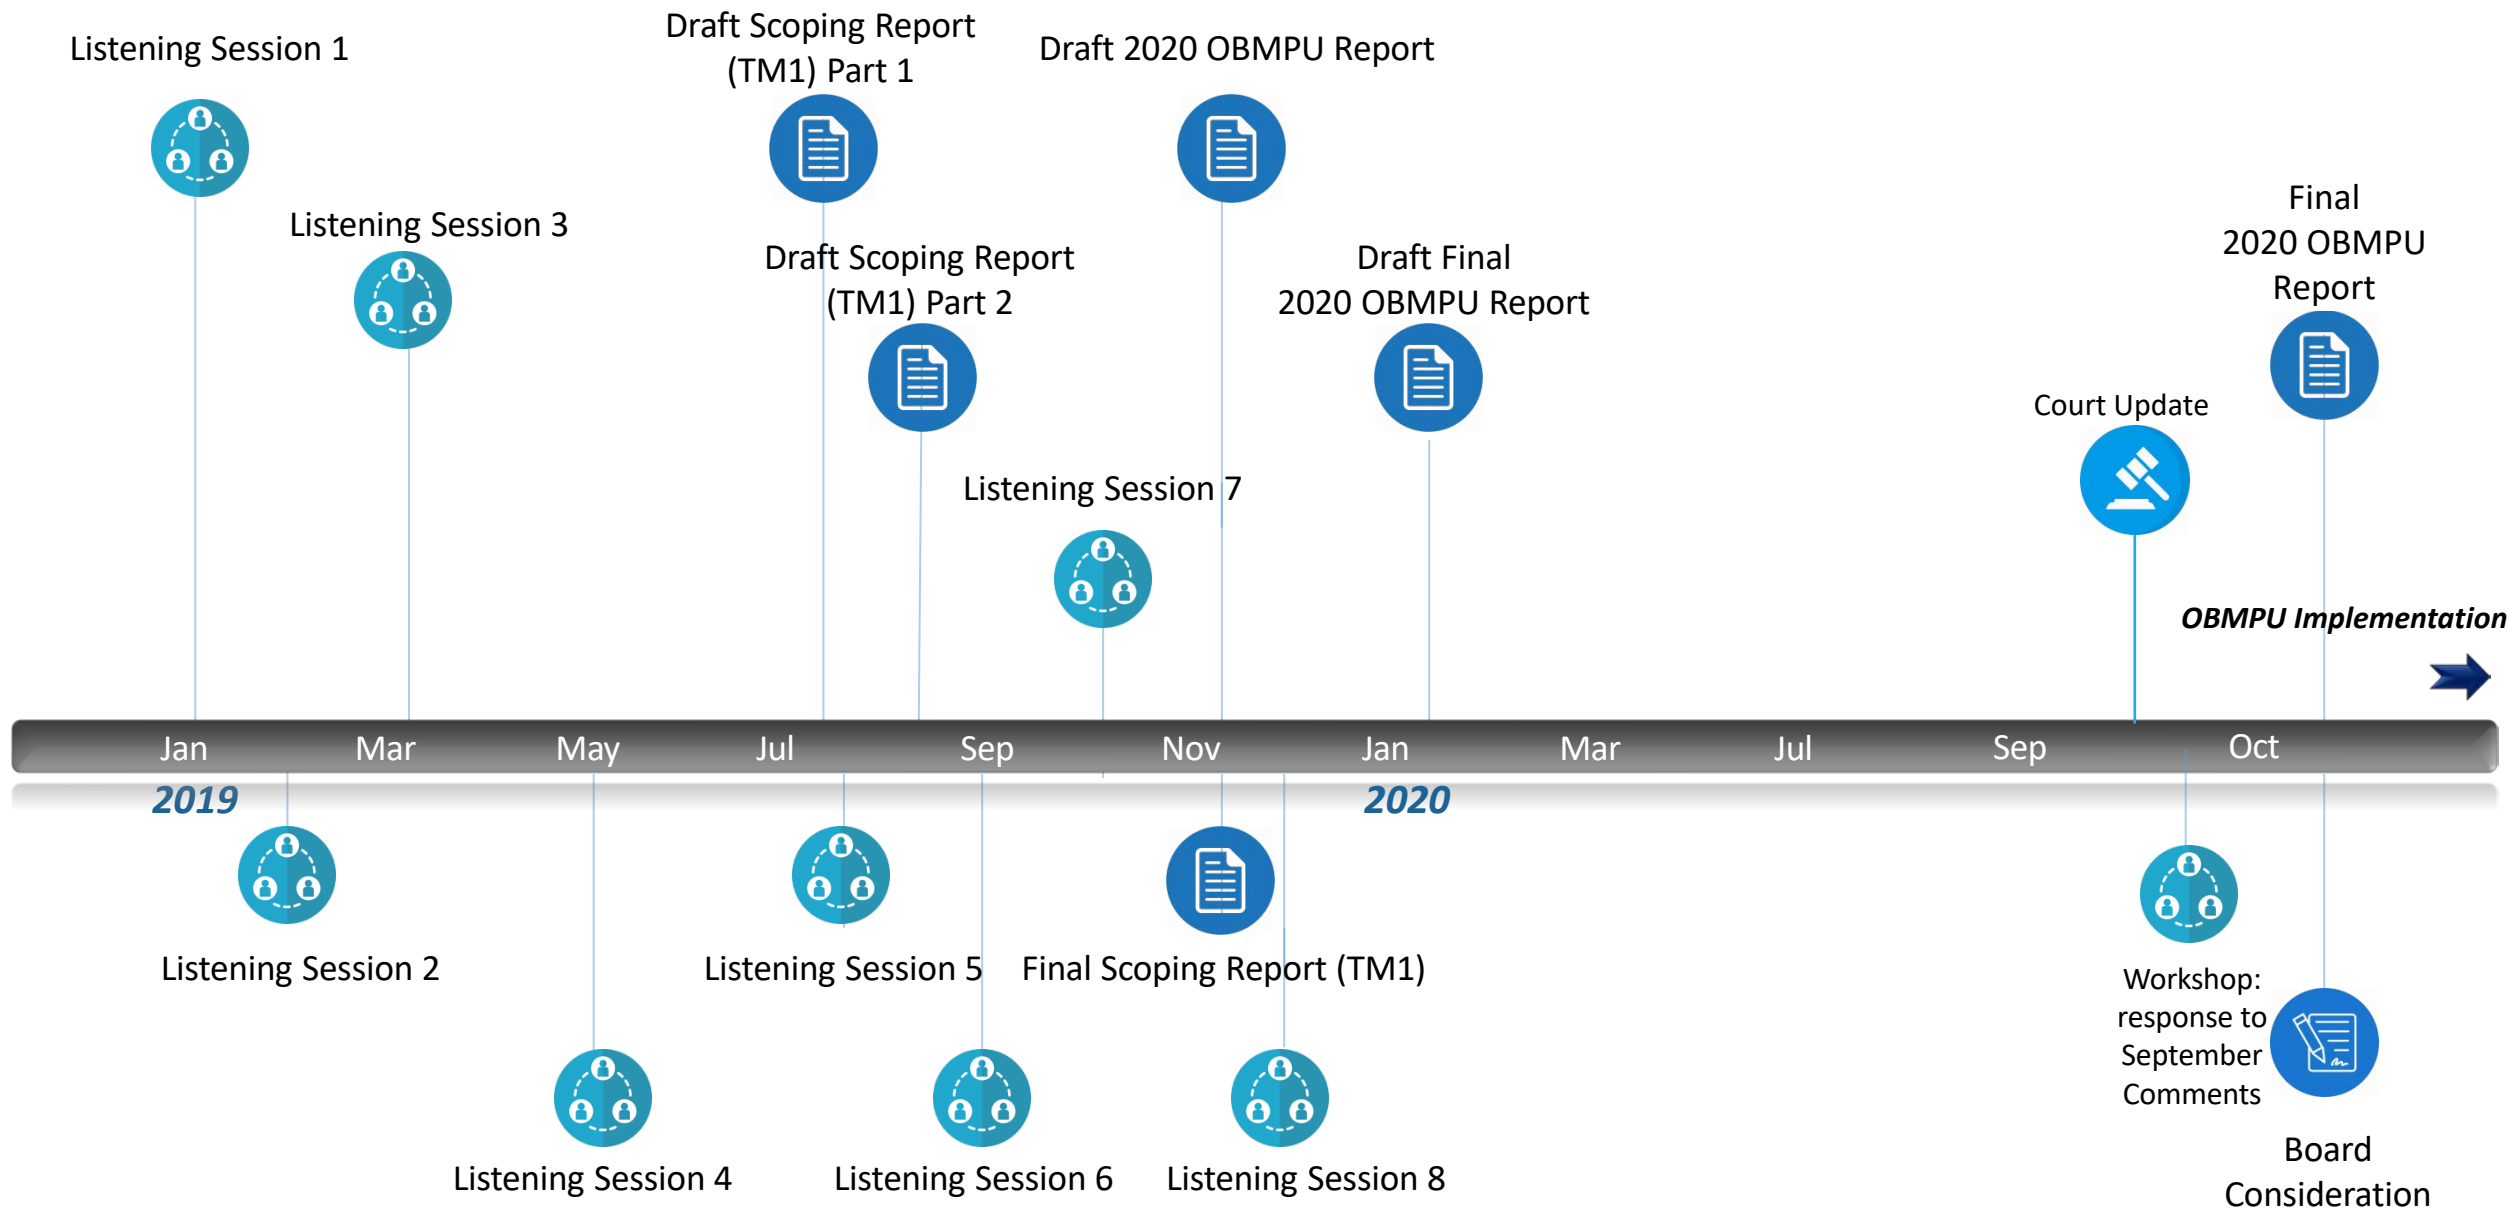 Listening Session 1
Draft Scoping Report
(TM1) Part 1
Draft 2020 OBMPU Report
Listening Session 3
Draft Scoping Report
(TM1) Part 2
Draft Final
2020 OBMPU Report
Final
2020 OBMPU
Report
Court Update
Listening Session 7
OBMPU Implementation
Jan
Mar
May
Jul
Sep
Nov
Jan
Mar
Jul
Sep
Oct
2019
2020
Listening Session 2
Listening Session 5
Final Scoping Report (TM1)
Workshop:
response to
September
Comments
Listening Session 4
Listening Session 6
Listening Session 8
Board
Consideration